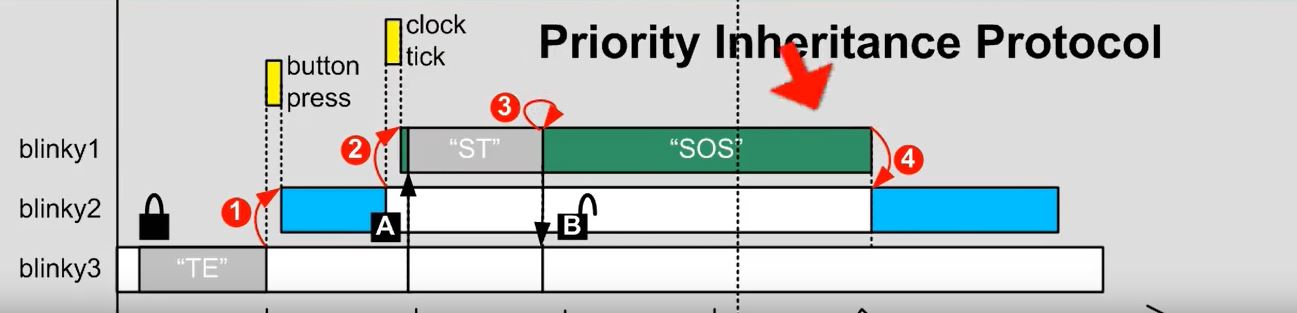 clock
tick
Priority Inheritance Protocol
button
press
3
blinky1
2
"ST"
"SOS"
4
blinky2
1
A
B
blinky3
"TE"